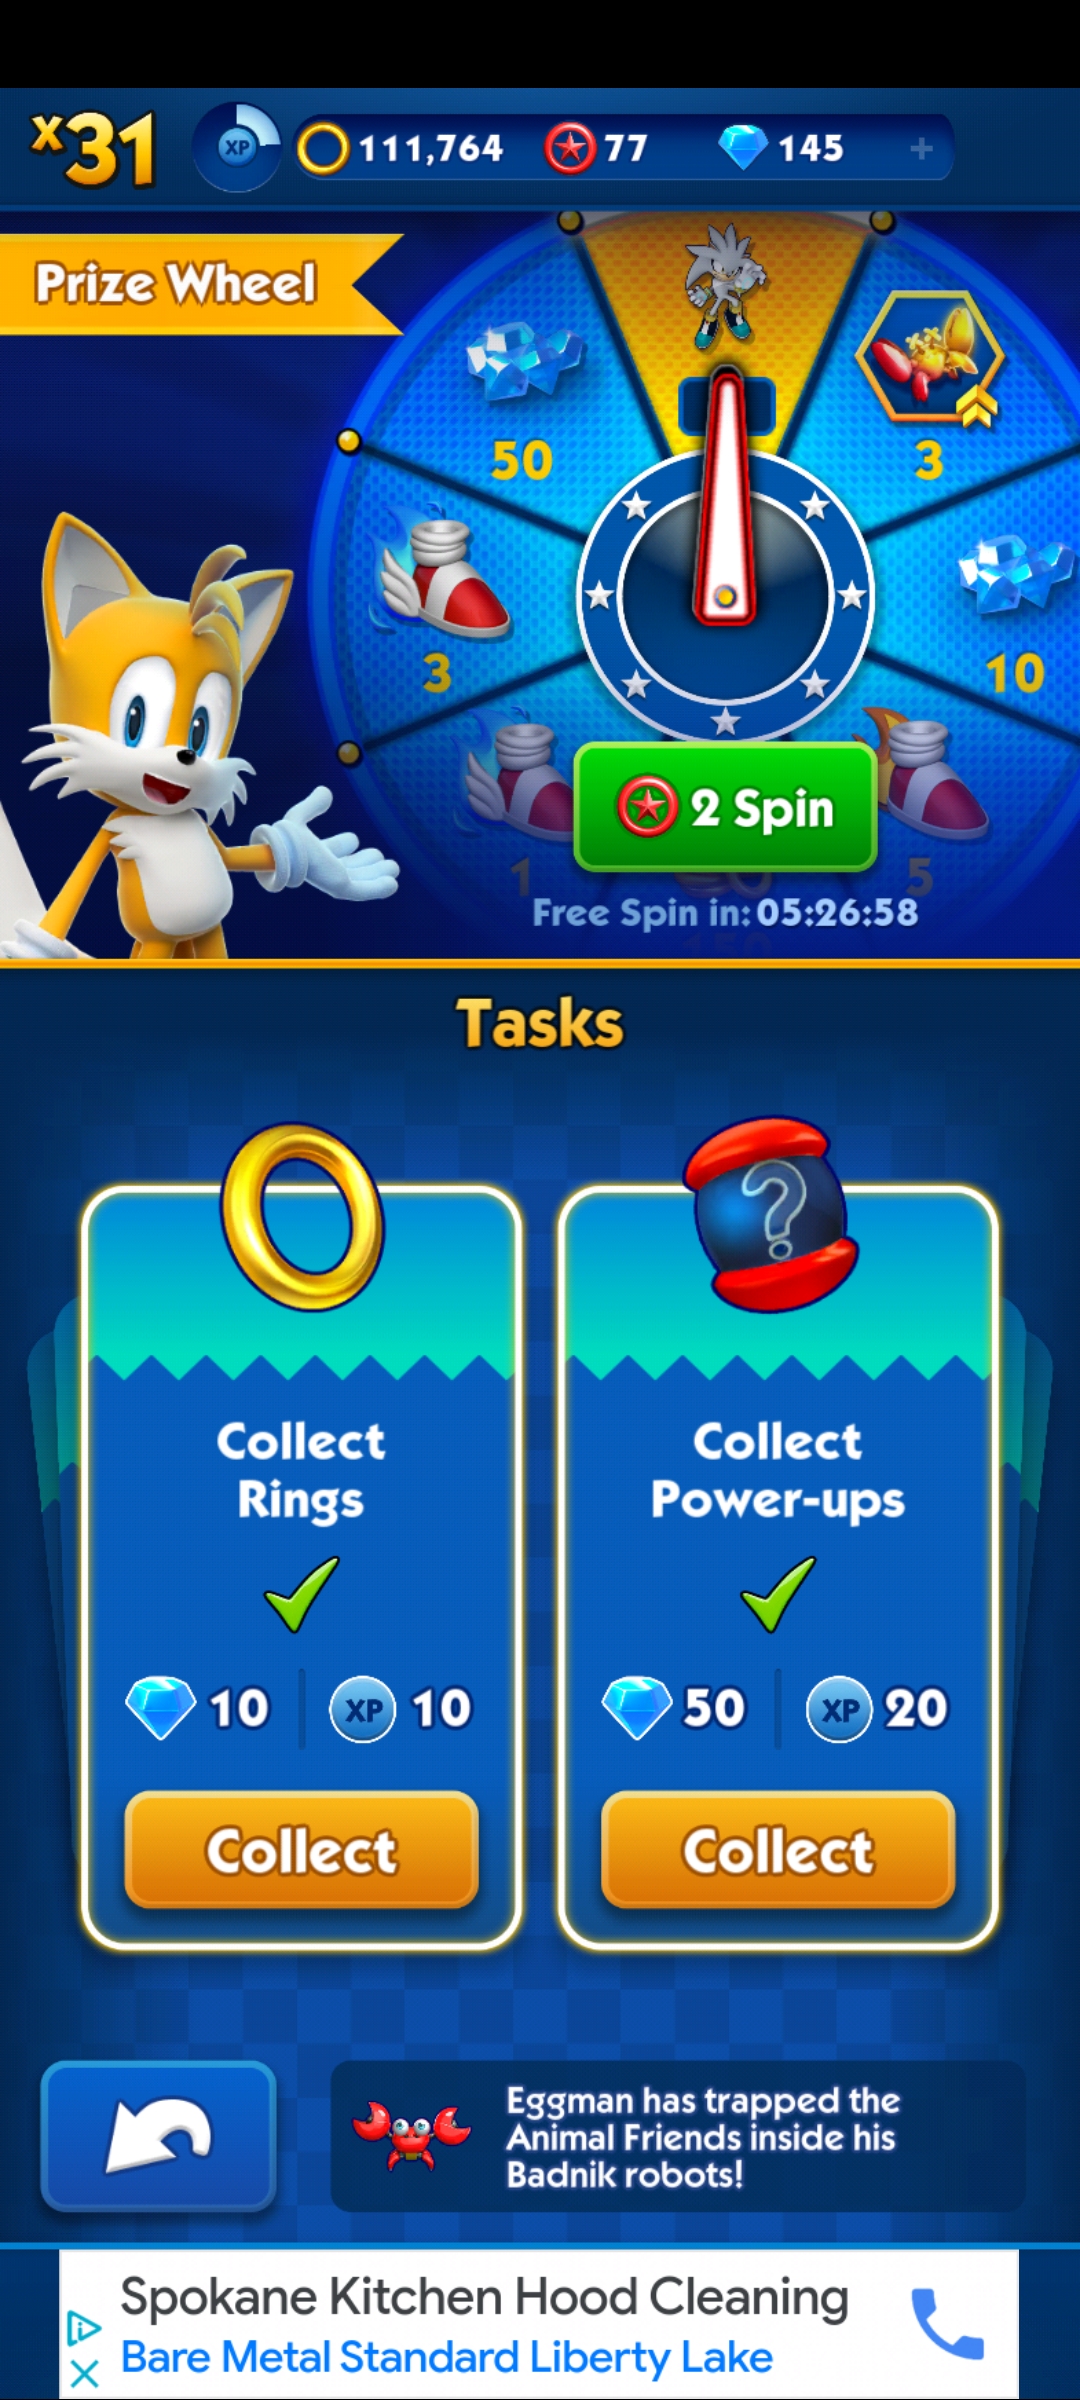 x31
XP
111,764
77
145
+
Prize Wheel
50
3
3
10
2 Spin
1
5
Free Spin in: 05:26:58
Tasks
?
Collect
Rings
10
XP 10
Collect
Collect
Power-ups
50
XP 20
Collect
Eggman has trapped the
Animal Friends inside his
Badnik robots!
Spokane Kitchen Hood Cleaning
Bare Metal Standard Liberty Lake